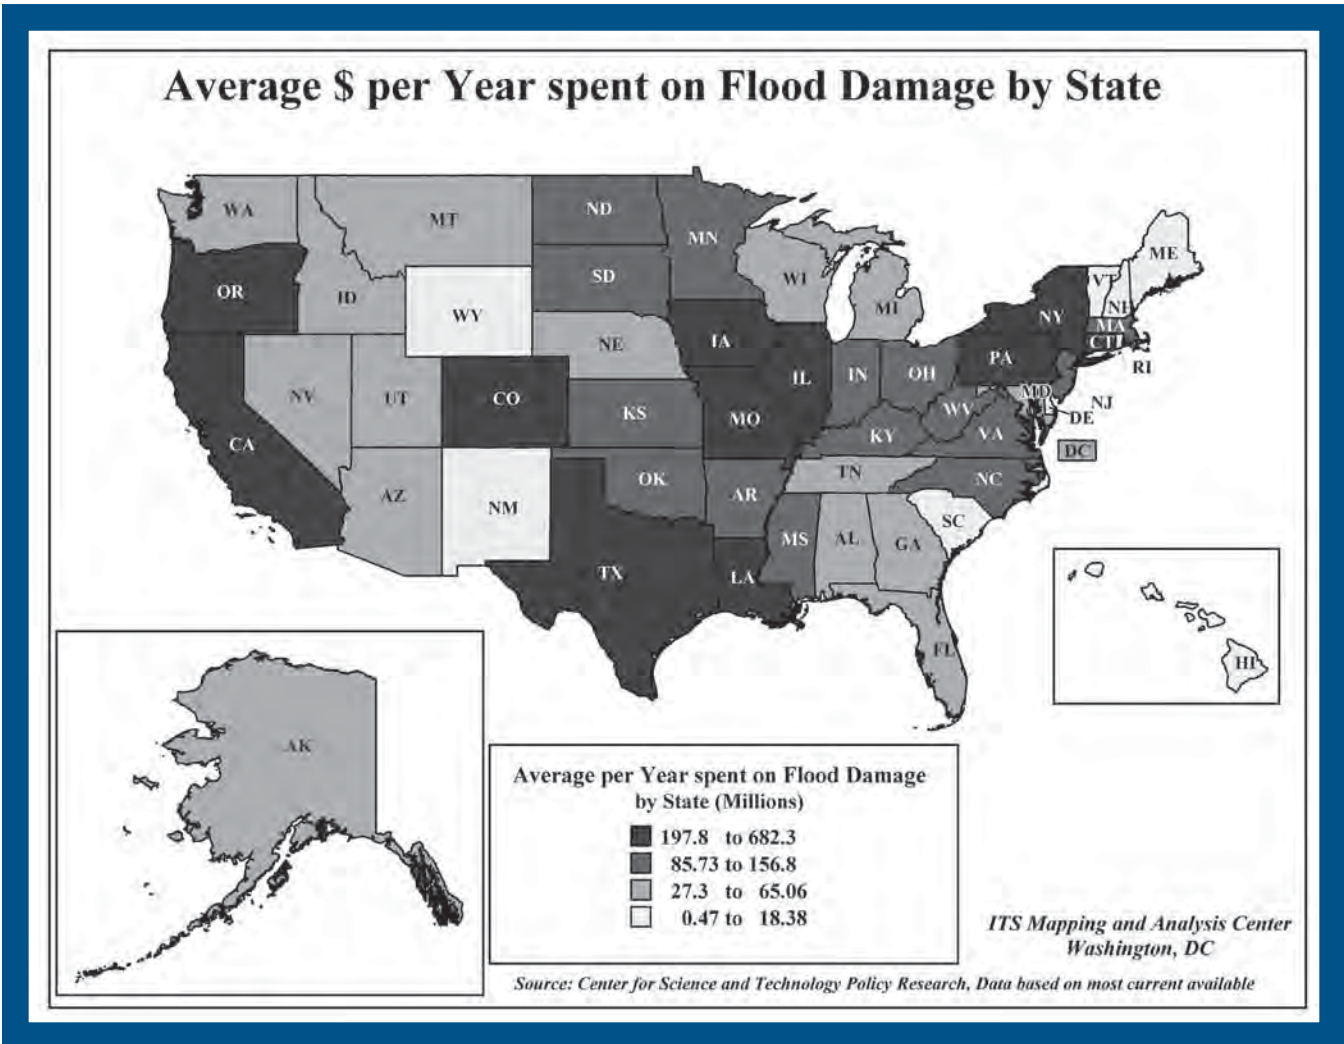 Average $ per Year spent on Flood Damage by State
WA
MT
ND
MN
ME
OR
ID
SD
WI
VT
NH
WY
MI
NY
MA
CT
RI
NE
IA
PA
NV
UT
CO
IL
IN
OH
NJ
MD
DE
CA
KS
MO
WV
VA
KY
DC
AZ
NM
OK
AR
TN
NC
SC
TX
LA
MS
AL
GA
FL
HI
AK
Average per Year spent on Flood Damage
by State (Millions)
197.8 to 682.3
85.73 to 156.8
27.3 to 65.06
0.47 to 18.38
ITS Mapping and Analysis Center
Washington, DC
Source: Center for Science and Technology Policy Research, Data based on most current available